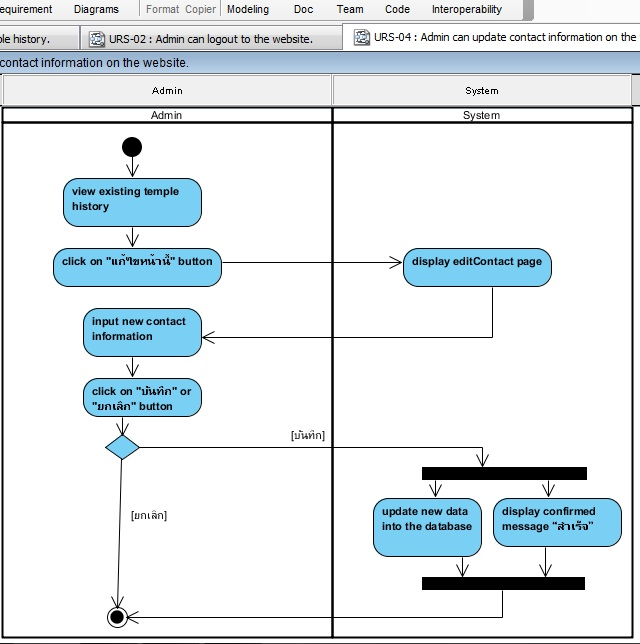 equirement Diagrams Format Copier Modeling Doc Team Code Interoperability
ple history. URS-02 : Admin can logout to the website. URS-04 : Admin can update contact information on the
contact information on the website.
Admin System
Admin System
view existing temple
history
click on "แก้ไขหน้านี้" button
display editContact page
input new contact
information
click on "บันทึก" or
"ยกเลิก" button
[บันทึก]
[ยกเลิก]
update new data
into the database
display confirmed
message “สำเร็จ”